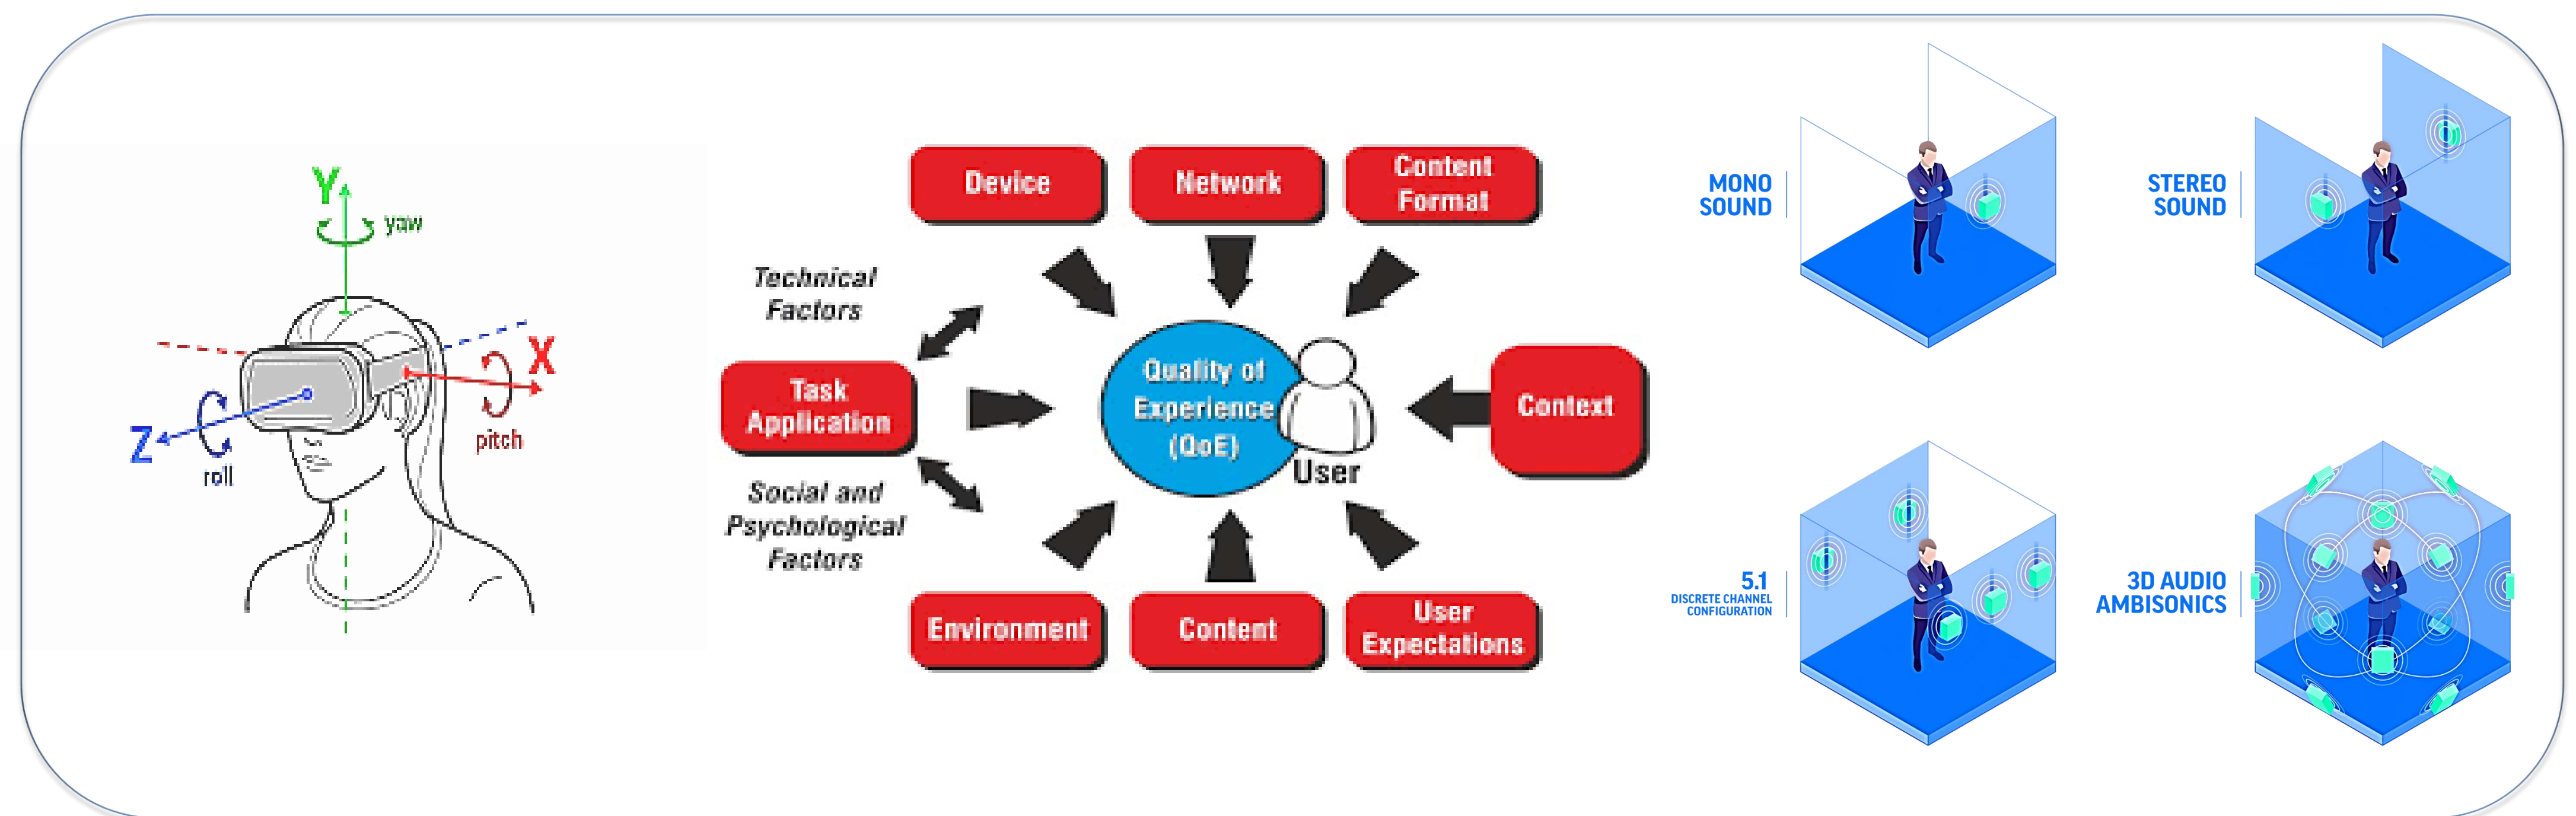 Y
yaw
X
pitch
Z
roll
Device
Network
Content
Format
Technical
Factors
Task
Application
Quality of
Experience
(QoE)
User
Context
Social and
Psychological
Factors
Environment
Content
User
Expectations
MONO
SOUND
STEREO
SOUND
5.1
DISCRETE CHANNEL
CONFIGURATION
3D AUDIO
AMBISONICS